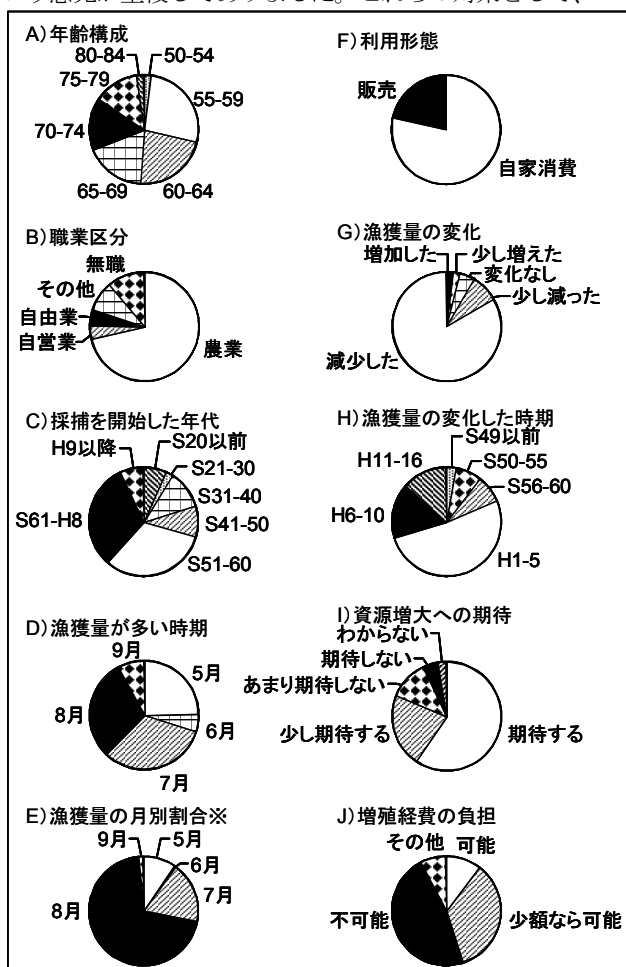 A)年齢構成
80-84
50-54
75-79
55-59
70-74
65-69
60-64
B)職業区分
無職
その他
自由業
自営業
農業
C)採捕を開始した年代
H9以降
S20以前
S21-30
S31-40
S61-H8
S41-50
S51-60
D)漁獲量が多い時期
9月
5月
8月
6月
7月
E)漁獲量の月別割合※
9月
5月
6月
7月
8月
F)利用形態
販売
自家消費
G)漁獲量の変化
増加した
少し増えた
変化なし
少し減った
減少した
H)漁獲量の変化した時期
S49以前
H11-16
S50-55
S56-60
H6-10
H1-5
I)資源増大への期待
わからない
期待しない
あまり期待しない
少し期待する
期待する
J)増殖経費の負担
その他
可能
不可能
少額なら可能